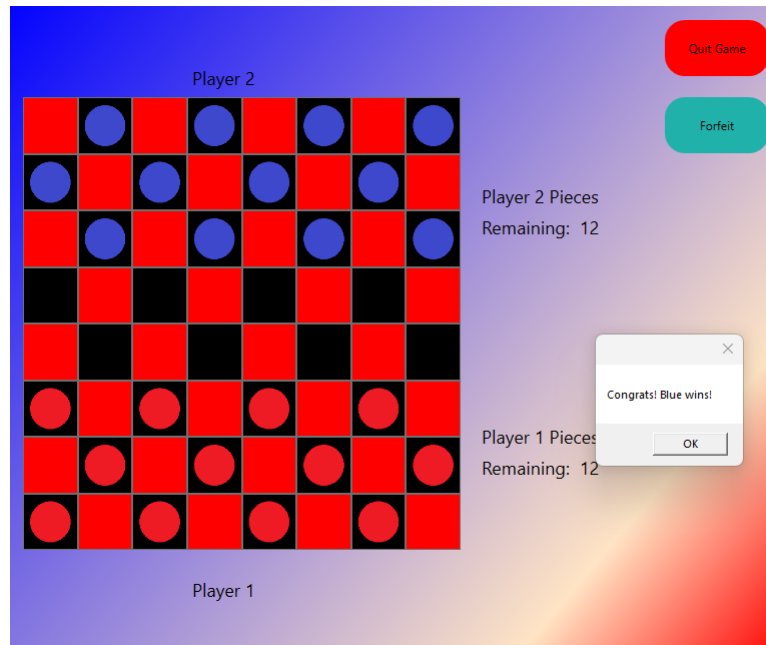 Quit Game
Player 2
Forfeit
Player 2 Pieces
Remaining: 12
Congrats! Blue wins!
OK
Player 1 Pieces
Remaining: 12
Player 1